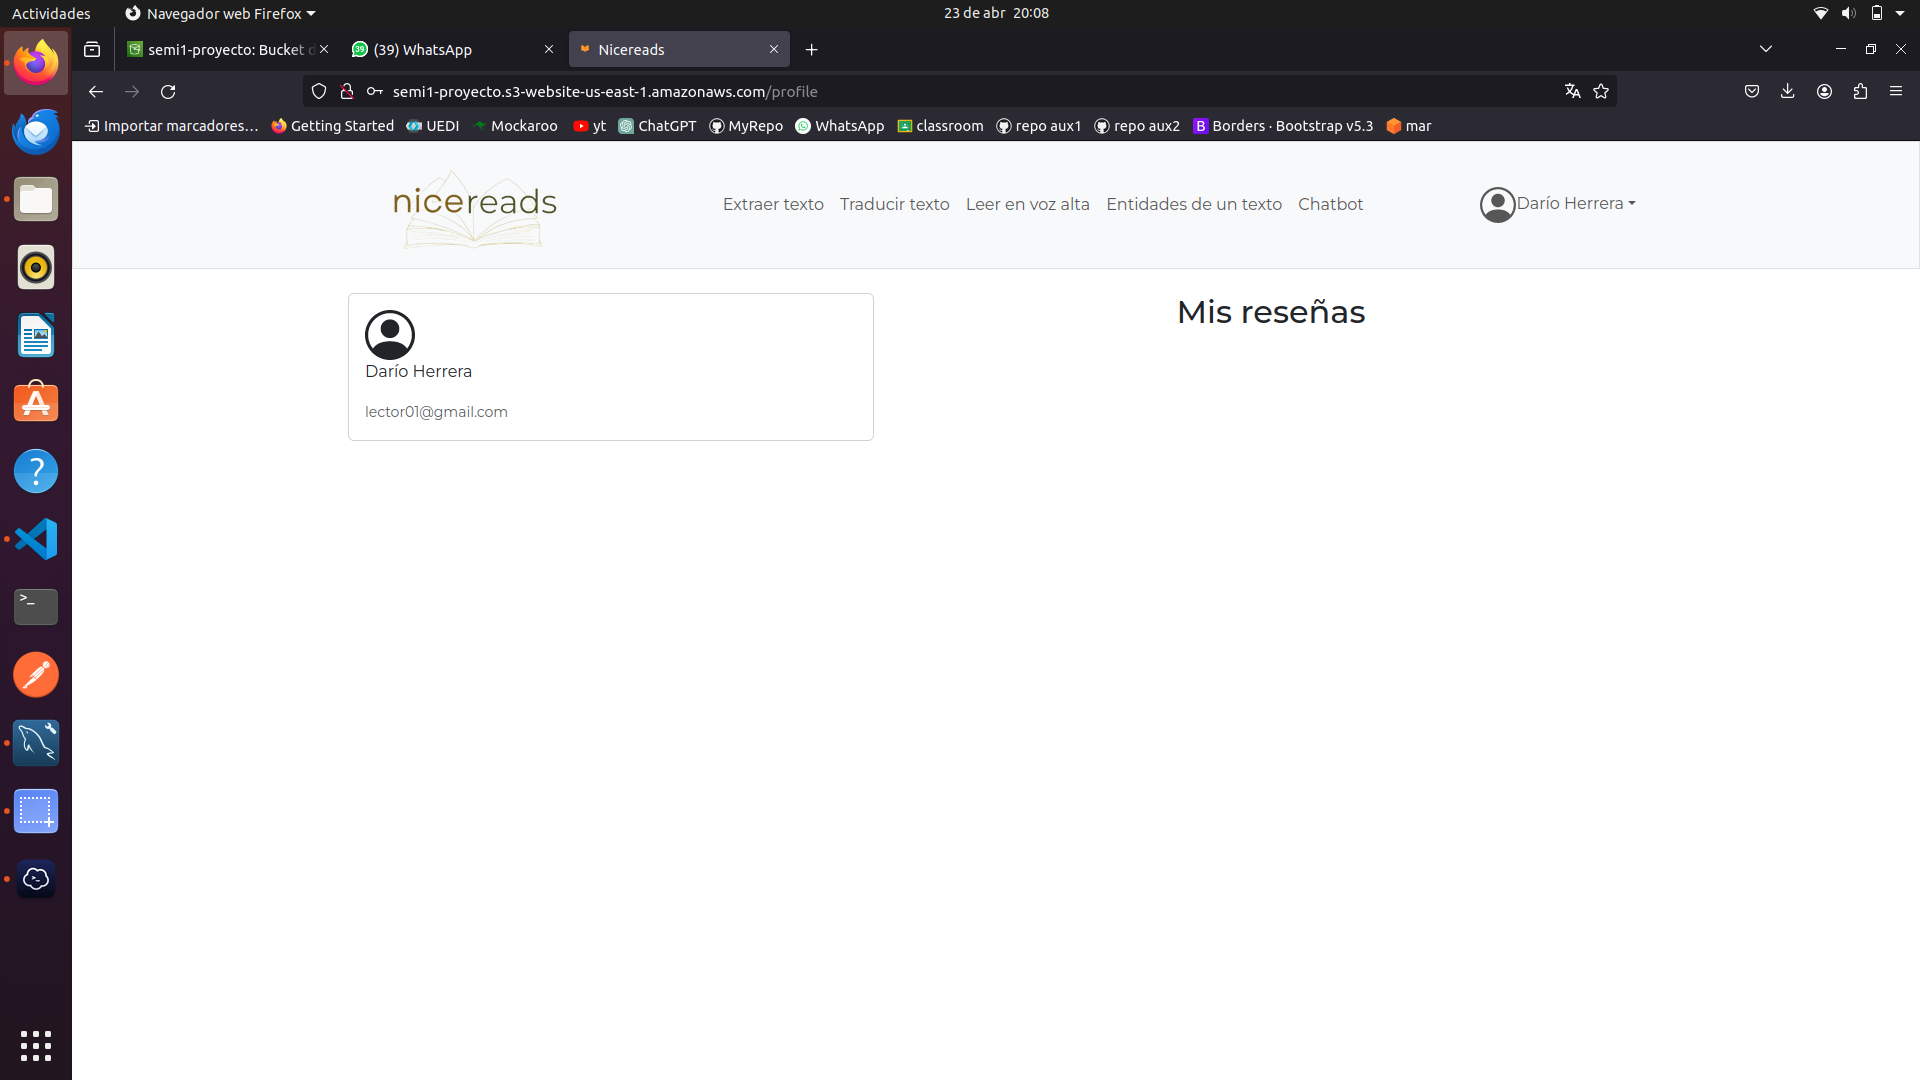 Actividades
Navegador web Firefox
23 de abr 20:08
semi1-proyecto: Bucket d
(39) WhatsApp
Nicereads
semi1-proyecto.s3-website-us-east-1.amazonaws.com/profile
Importar marcadores…
Getting Started
UEDI
Mockaroo
yt
ChatGPT
MyRepo
WhatsApp
classroom
repo aux1
repo aux2
Borders · Bootstrap v5.3
mar
nicereads
Extraer texto
Traducir texto
Leer en voz alta
Entidades de un texto
Chatbot
Darío Herrera
Mis reseñas
Darío Herrera
lector01@gmail.com